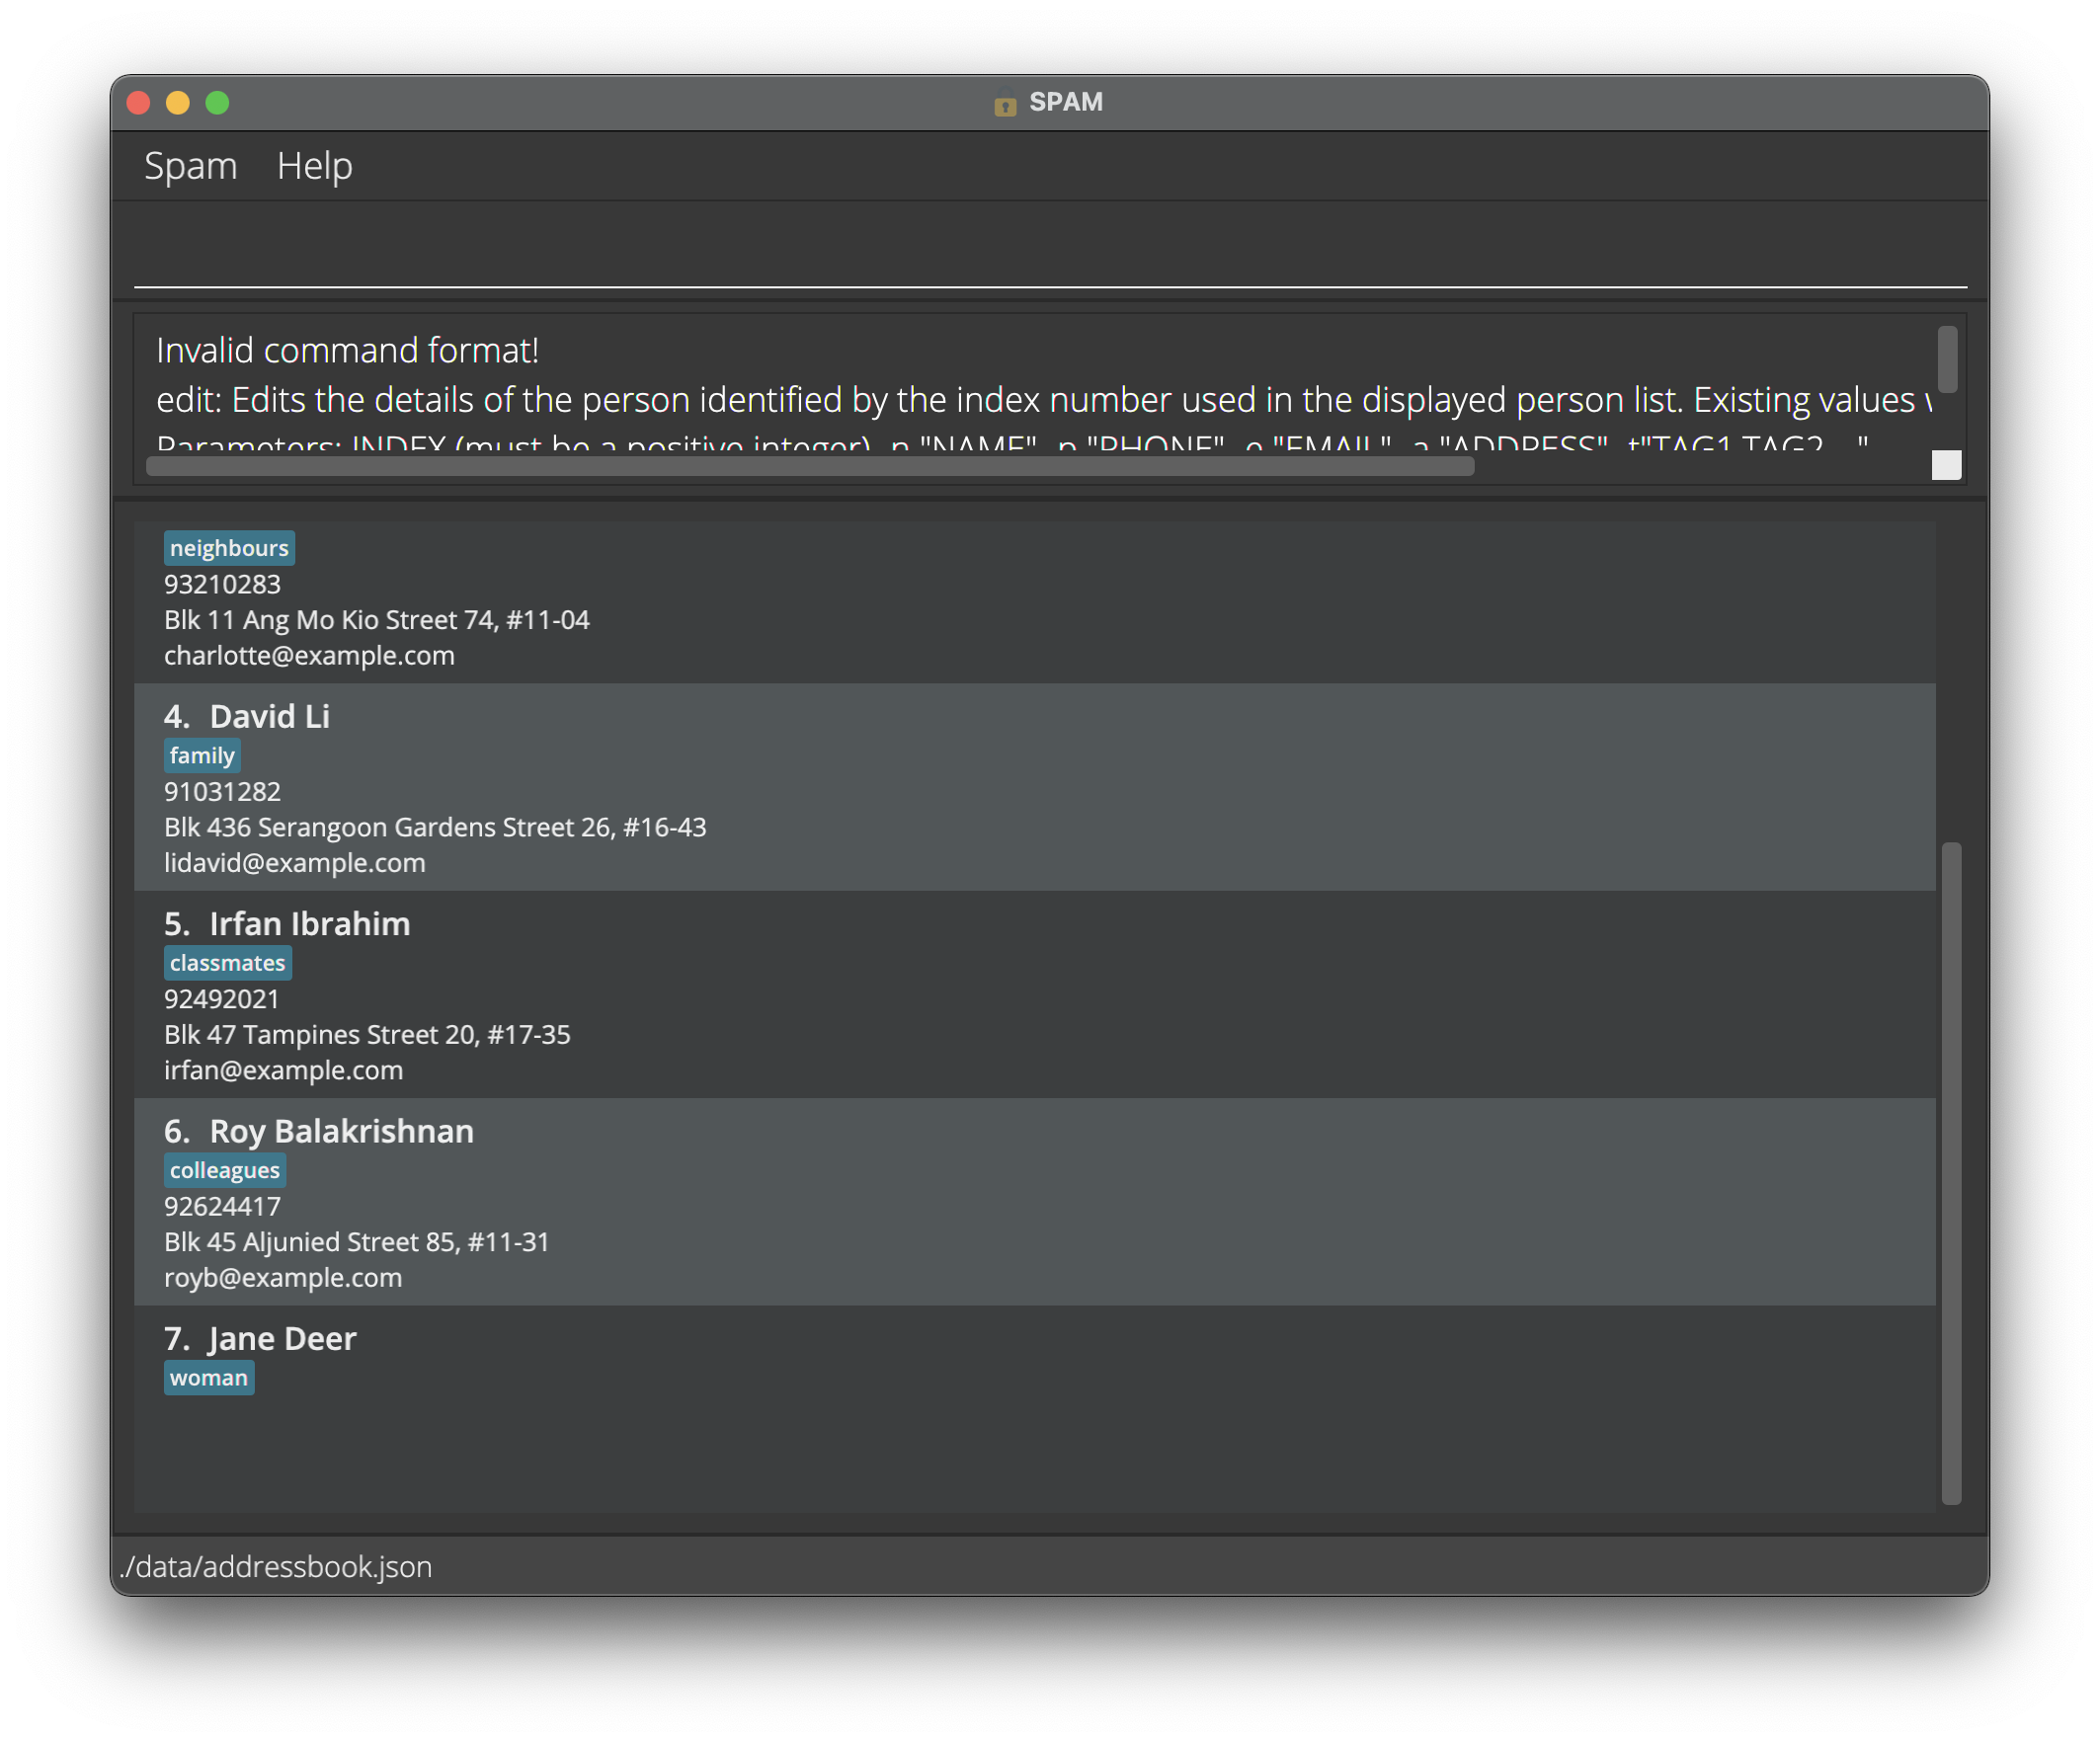 SPAM
Spam Help
Invalid command format!
edit: Edits the details of the person identified by the index number used in the displayed person list. Existing values
Parameters: INDEX (must be a positive integer) -n "NAME" -p "PHONE" -e "EMAIL" -a "ADDRESS" -t"TAG1 TAG2..."
neighbours
93210283
Blk 11 Ang Mo Kio Street 74, #11-04
charlotte@example.com
4. David Li
family
91031282
Blk 436 Serangoon Gardens Street 26, #16-43
lidavid@example.com
5. Irfan Ibrahim
classmates
92492021
Blk 47 Tampines Street 20, #17-35
irfan@example.com
6. Roy Balakrishnan
colleagues
92624417
Blk 45 Aljunied Street 85, #11-31
royb@example.com
7. Jane Deer
woman
./data/addressbook.json